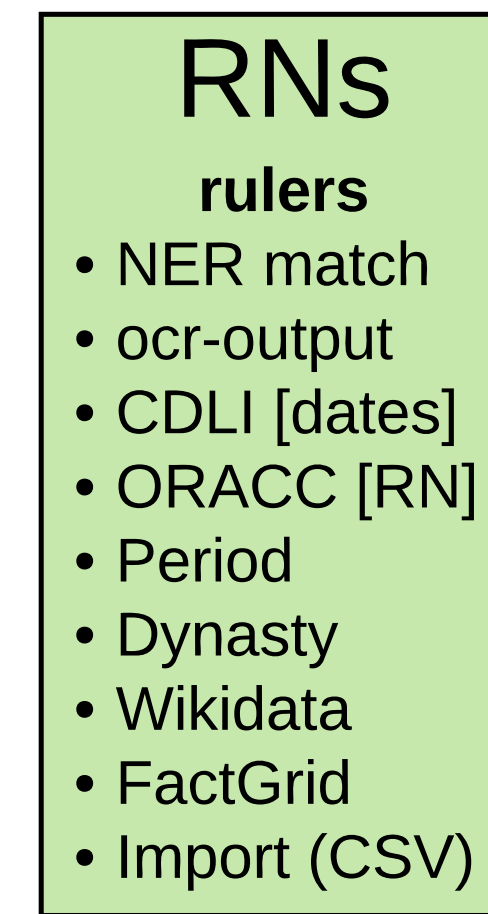 RNs
rulers
• NER match
• ocr-output
• CDLI [dates]
• ORACC [RN]
• Period
• Dynasty
• Wikidata
• FactGrid
• Import (CSV)